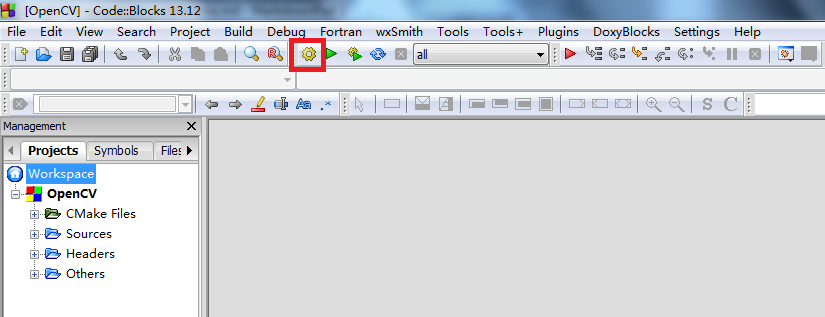 [OpenCV] - Code::Blocks 13.12
File Edit View Search Project Build Debug Fortran wxSmith Tools Tools+ Plugins DoxyBlocks Settings Help
all
Aa .*
S C
Management
Projects Symbols Files
Workspace
OpenCV
CMake Files
Sources
Headers
Others